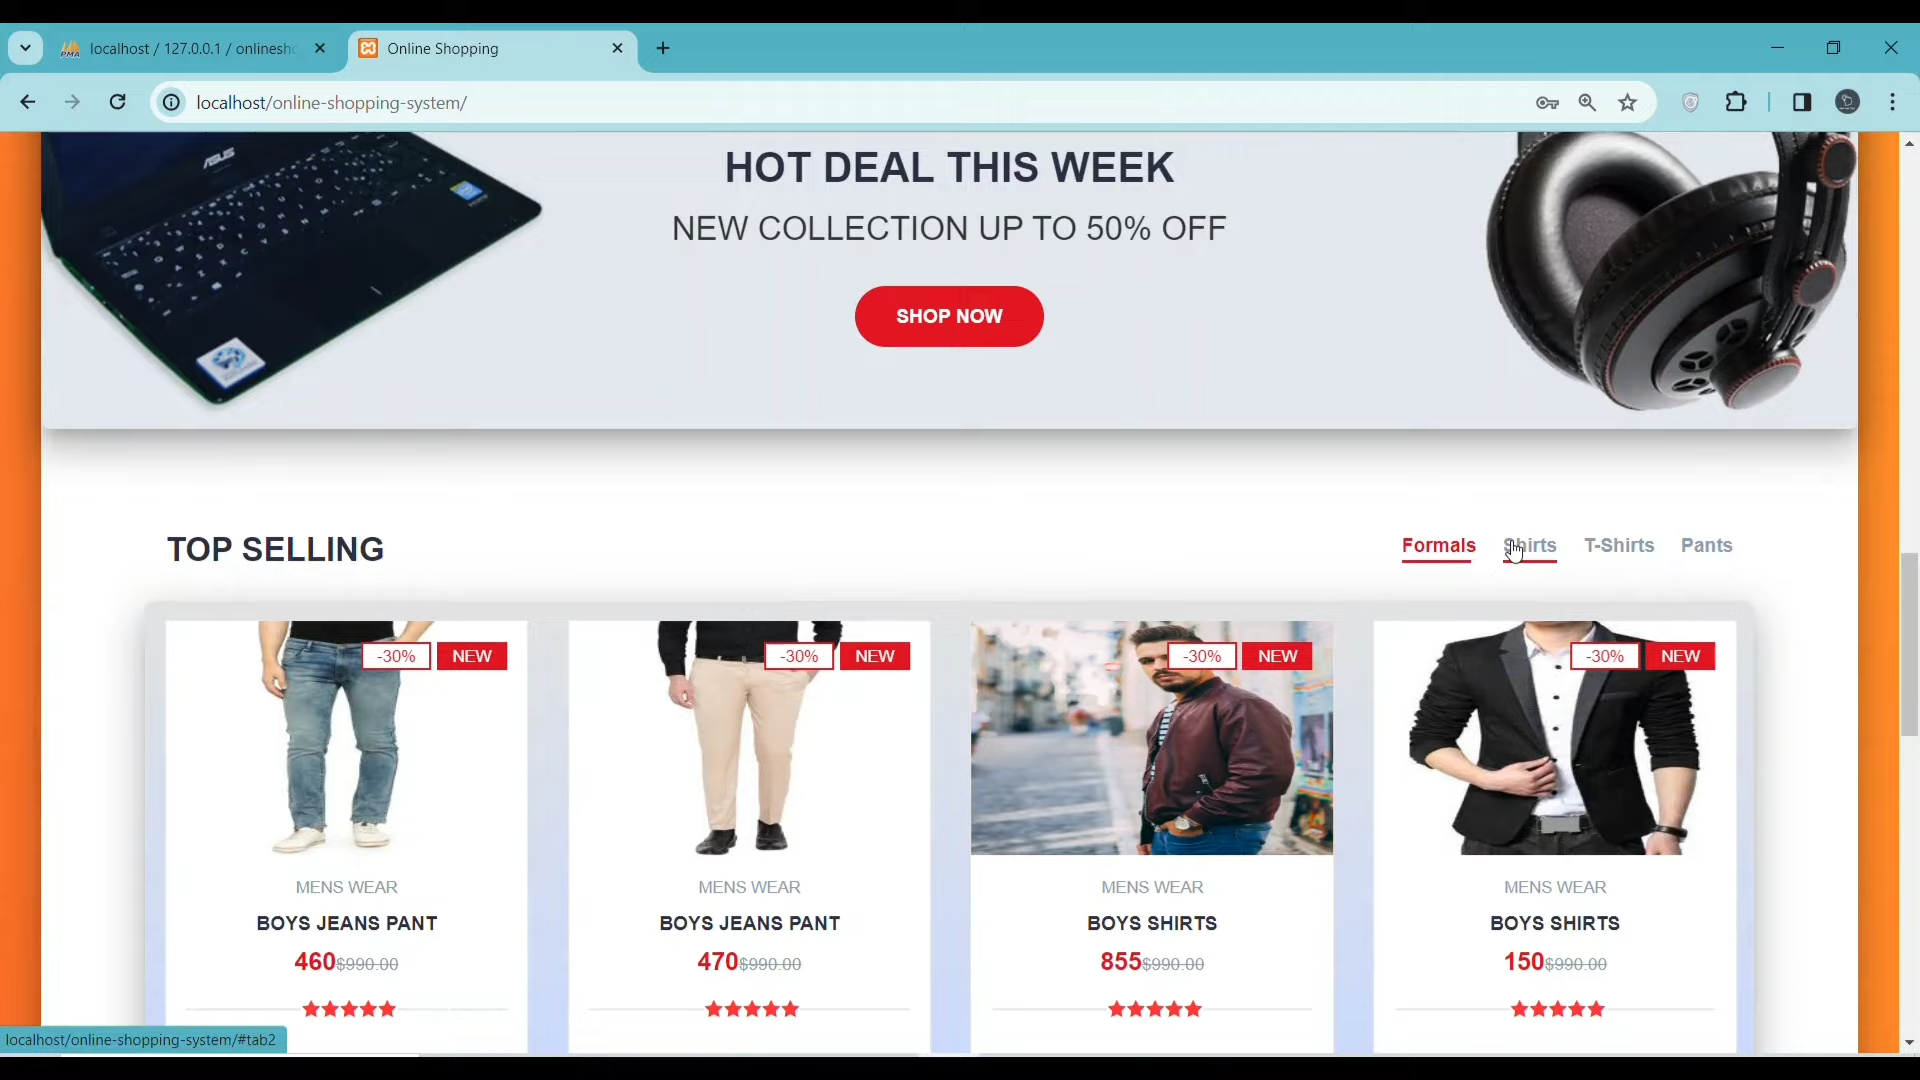 localhost / 127.0.0.1 / onlinesh
Online Shopping
localhost/online-shopping-system/
ASUS
HOT DEAL THIS WEEK
NEW COLLECTION UP TO 50% OFF
SHOP NOW
TOP SELLING
Formals Shirts T-Shirts Pants
-30% NEW
-30% NEW
-30% NEW
-30% NEW
MENS WEAR
BOYS JEANS PANT
460$990.00
MENS WEAR
BOYS JEANS PANT
470$990.00
MENS WEAR
BOYS SHIRTS
855$990.00
MENS WEAR
BOYS SHIRTS
150$990.00
localhost/online-shopping-system/#tab2